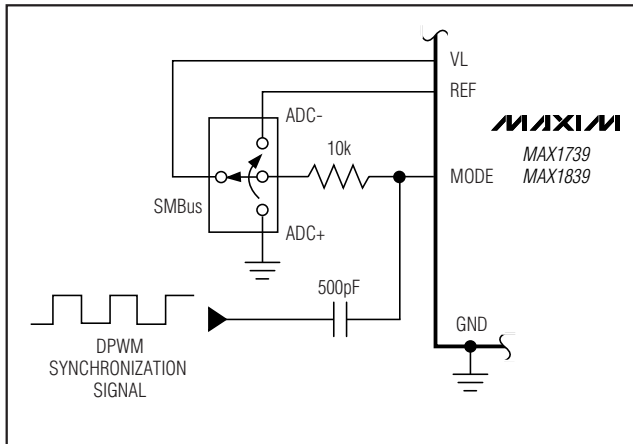 VL
REF
ADC-
MAXIM
10k
MAX1739
MAX1839
MODE
SMBus
ADC+
500pF
GND
DPWM
SYNCHRONIZATION
SIGNAL